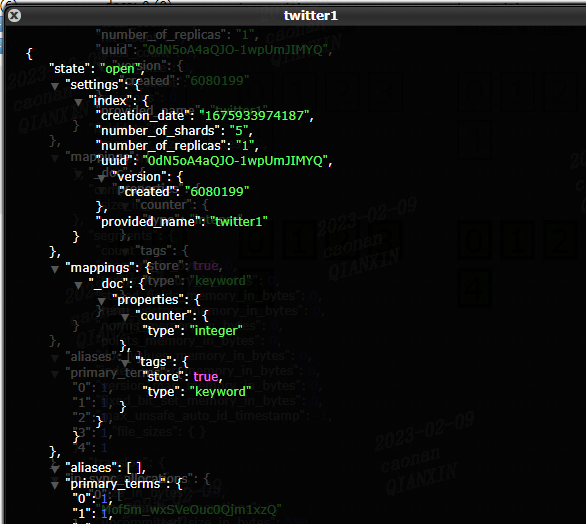 twitter1
{
"state": "open",
"settings": {
"index": {
"creation_date": "1675933974187",
"number_of_shards": "5",
"number_of_replicas": "1",
"uuid": "0dN5oA4aQJO-1wpUmJIMYQ",
"version": {
"created": "6080199"
},
"provided_name": "twitter1"
}
},
"mappings": {
"_doc": {
"properties": {
"counter": {
"type": "integer"
},
"tags": {
"store": true,
"type": "keyword"
}
}
}
},
"aliases": [ ],
"primary_terms": {
"0": 1,
"1": 1,
2023-02-09
caonan
QIANXIN